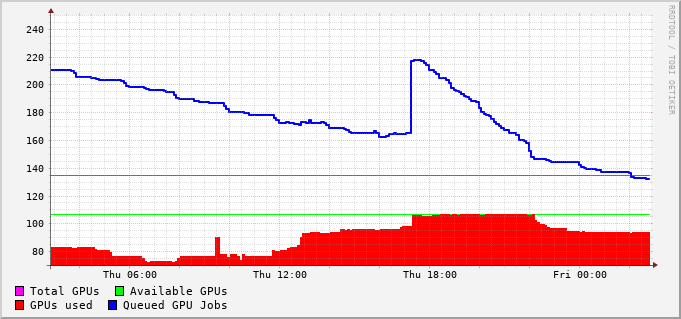 RRDTOOL / TOBI OETIKER
240
220
200
180
160
140
120
100
80
Thu 06:00 Thu 12:00 Thu 18:00 Fri 00:00
Total GPUs Available GPUs
GPUs used Queued GPU Jobs